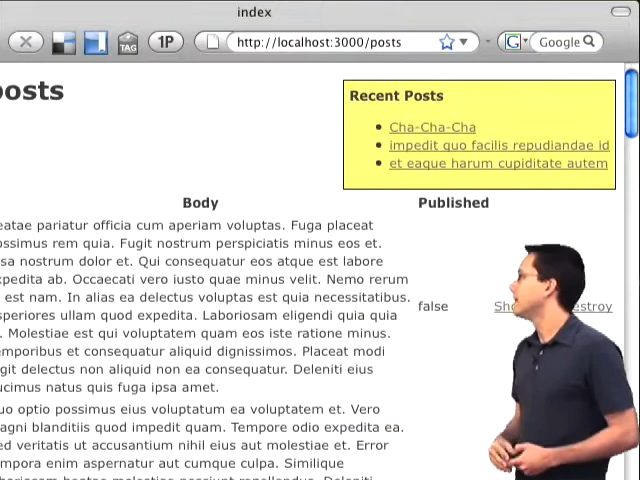 index
TAG
1P
http://localhost:3000/posts
G
Google
posts
Recent Posts
Cha-Cha-Cha
impedit quo facilis repudiandae id
et eaque harum cupiditate autem
Body
Published
eatae pariatur officia cum aperiam voluptas. Fuga placeat
ossimus rem quia. Fugit nostrum perspiciatis minus eos et.
sa nostrum dolor et. Qui consequatur eos atque est labore
xpedita ab. Occaecati vero iusto quae minus velit. Nemo rerum
est nam. In alias ea delectus voluptas est quia necessitatibus.
speriores ullam quod expedita. Laboriosam eligendi quia quia
. Molestiae est qui voluptatem quam eos iste ratione minus.
emporibus et consequatur aliquid dignissimos. Placeat modi
git delectus non aliquid non ea consequatur. Deleniti eius
ucimus natus quis fuga ipsa amet.
false
Sho estroy
uo optio possimus eius voluptatum ea voluptatem et. Vero
agni blanditiis quod impedit quam. Tempore odio expedita ea.
ed veritatis ut accusantium nihil eius aut molestiae et. Error
mpora enim aspernatur aut cumque culpa. Similique